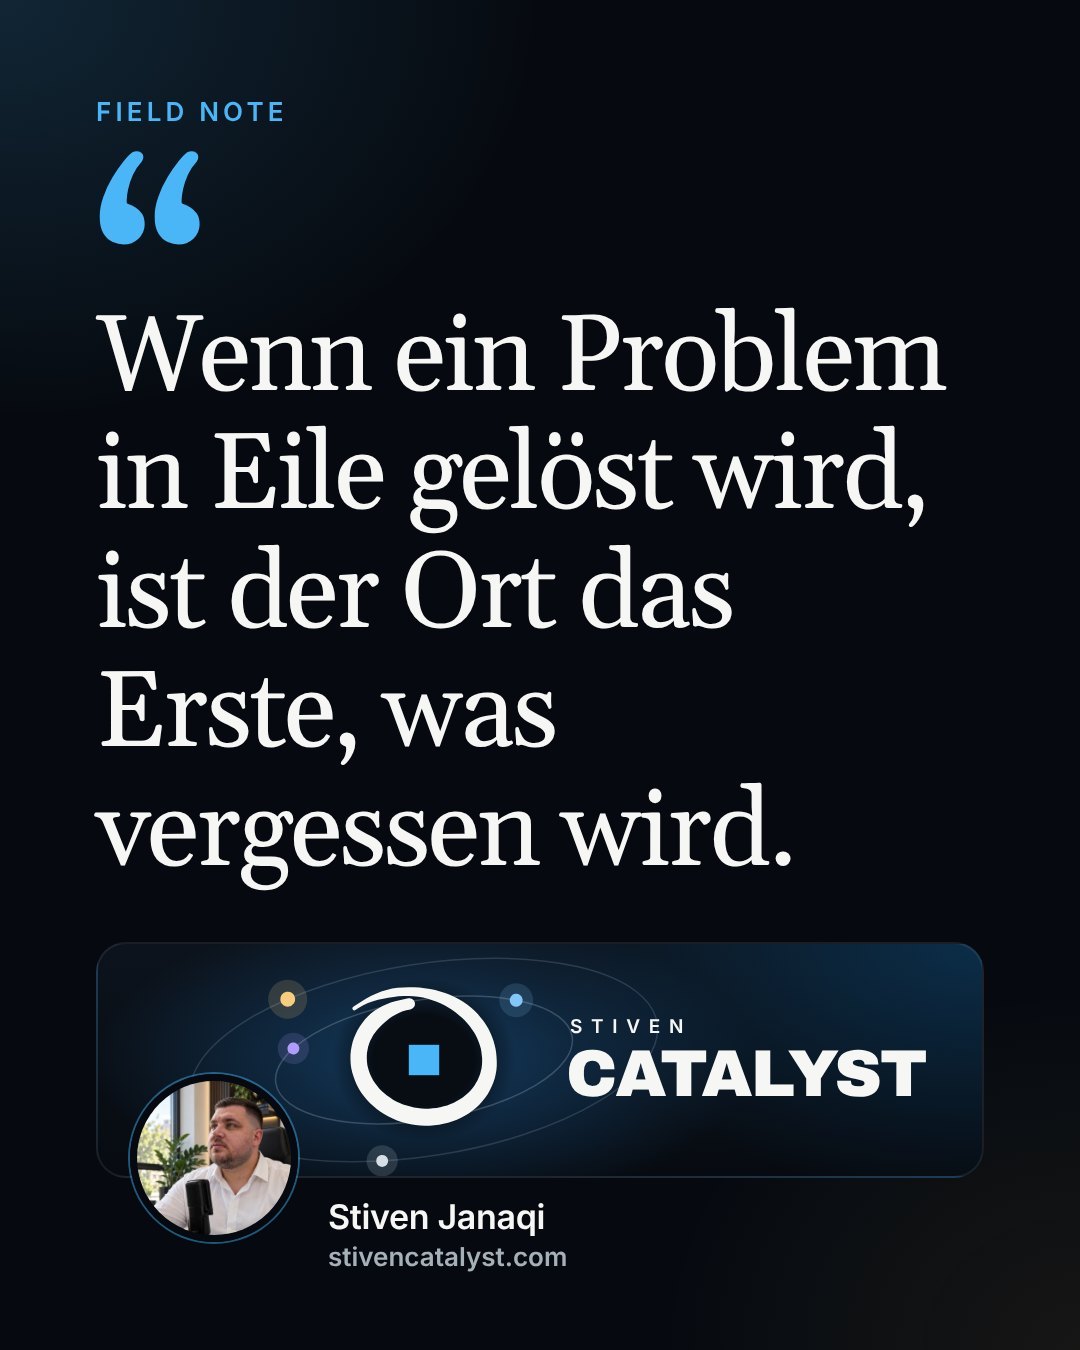 FIELD NOTE
“
Wenn ein Problem
in Eile gelöst wird,
ist der Ort das
Erste, was
vergessen wird.
STIVEN
CATALYST
Stiven Janaqi
stivencatalyst.com